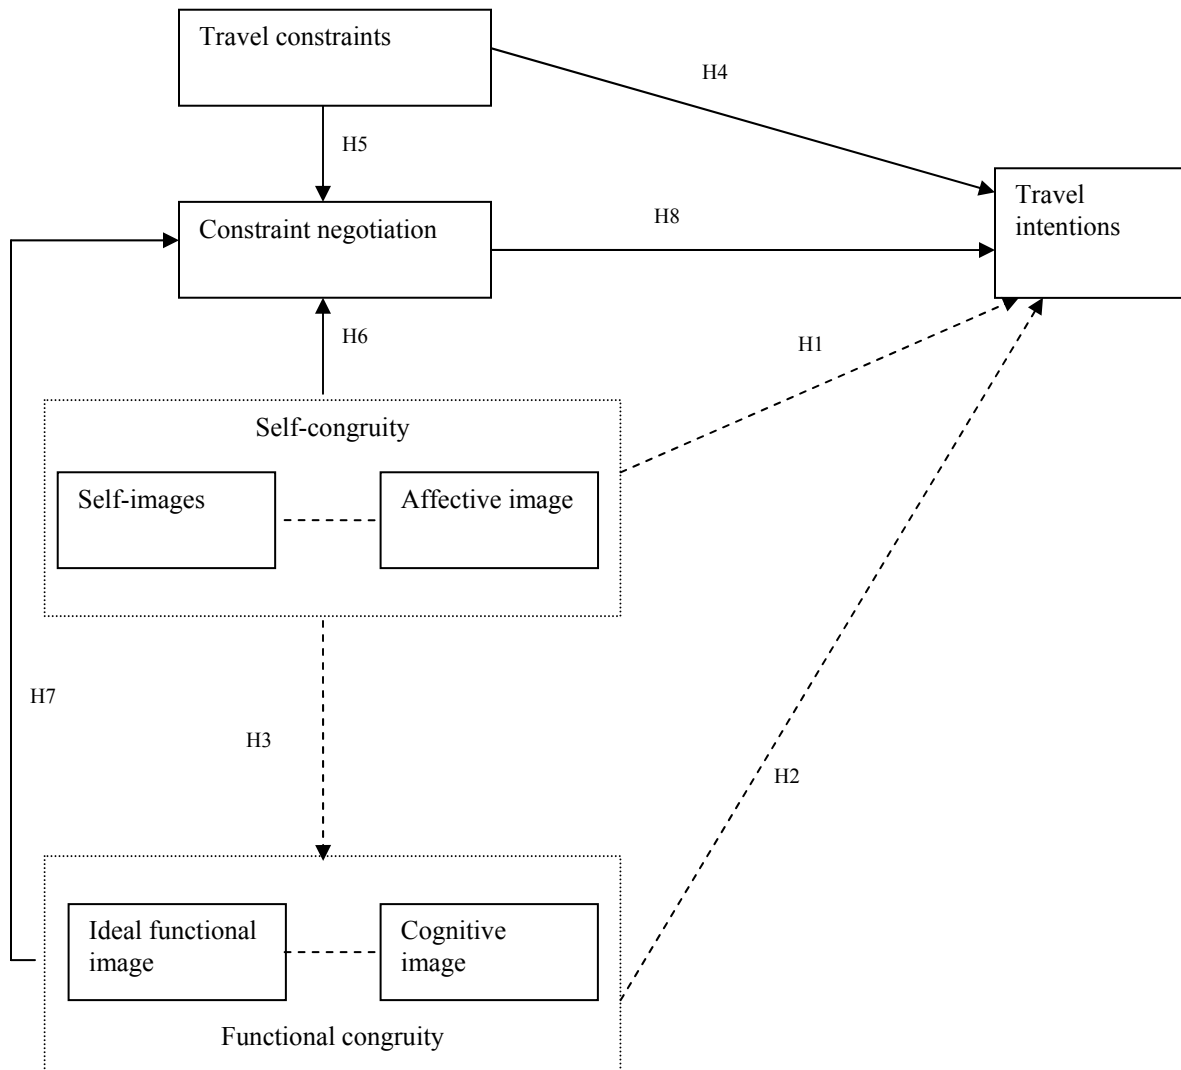 Travel constraints
H4
H5
Travel
intentions
Constraint negotiation
H8
H6
H1
Self-congruity
Self-images
Affective image
H7
H3
H2
Ideal functional
image
Cognitive
image
Functional congruity